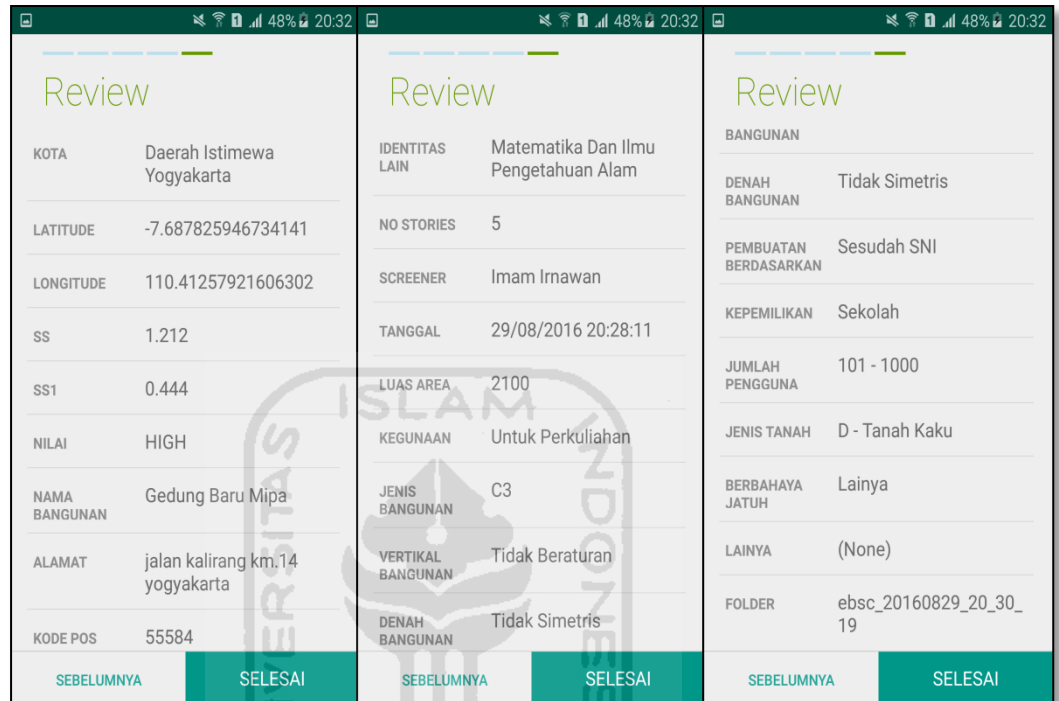 48% 20:32
Review
KOTA Daerah Istimewa
Yogyakarta
LATITUDE -7.687825946734141
LONGITUDE 110.41257921606302
SS 1.212
SS1 0.444
NILAI HIGH
NAMA
BANGUNAN Gedung Baru Mipa
ALAMAT jalan kalirang km.14
yogyakarta
KODE POS 55584
SEBELUMNYA SELESAI
48% 20:32
Review
IDENTITAS
LAIN Matematika Dan Ilmu
Pengetahuan Alam
NO STORIES 5
SCREENER Imam Irnawan
TANGGAL 29/08/2016 20:28:11
LUAS AREA 2100
KEGUNAAN Untuk Perkuliahan
JENIS
BANGUNAN C3
VERTIKAL
BANGUNAN Tidak Beraturan
DENAH
BANGUNAN Tidak Simetris
SEBELUMNYA SELESAI
48% 20:32
Review
BANGUNAN
DENAH
BANGUNAN Tidak Simetris
PEMBUATAN
BERDASARKAN Sesudah SNI
KEPEMILIKAN Sekolah
JUMLAH
PENGGUNA 101 - 1000
JENIS TANAH D - Tanah Kaku
BERBAHAYA
JATUH Lainya
LAINYA (None)
FOLDER ebsc_20160829_20_30_
19
SEBELUMNYA SELESAI
ISLAM